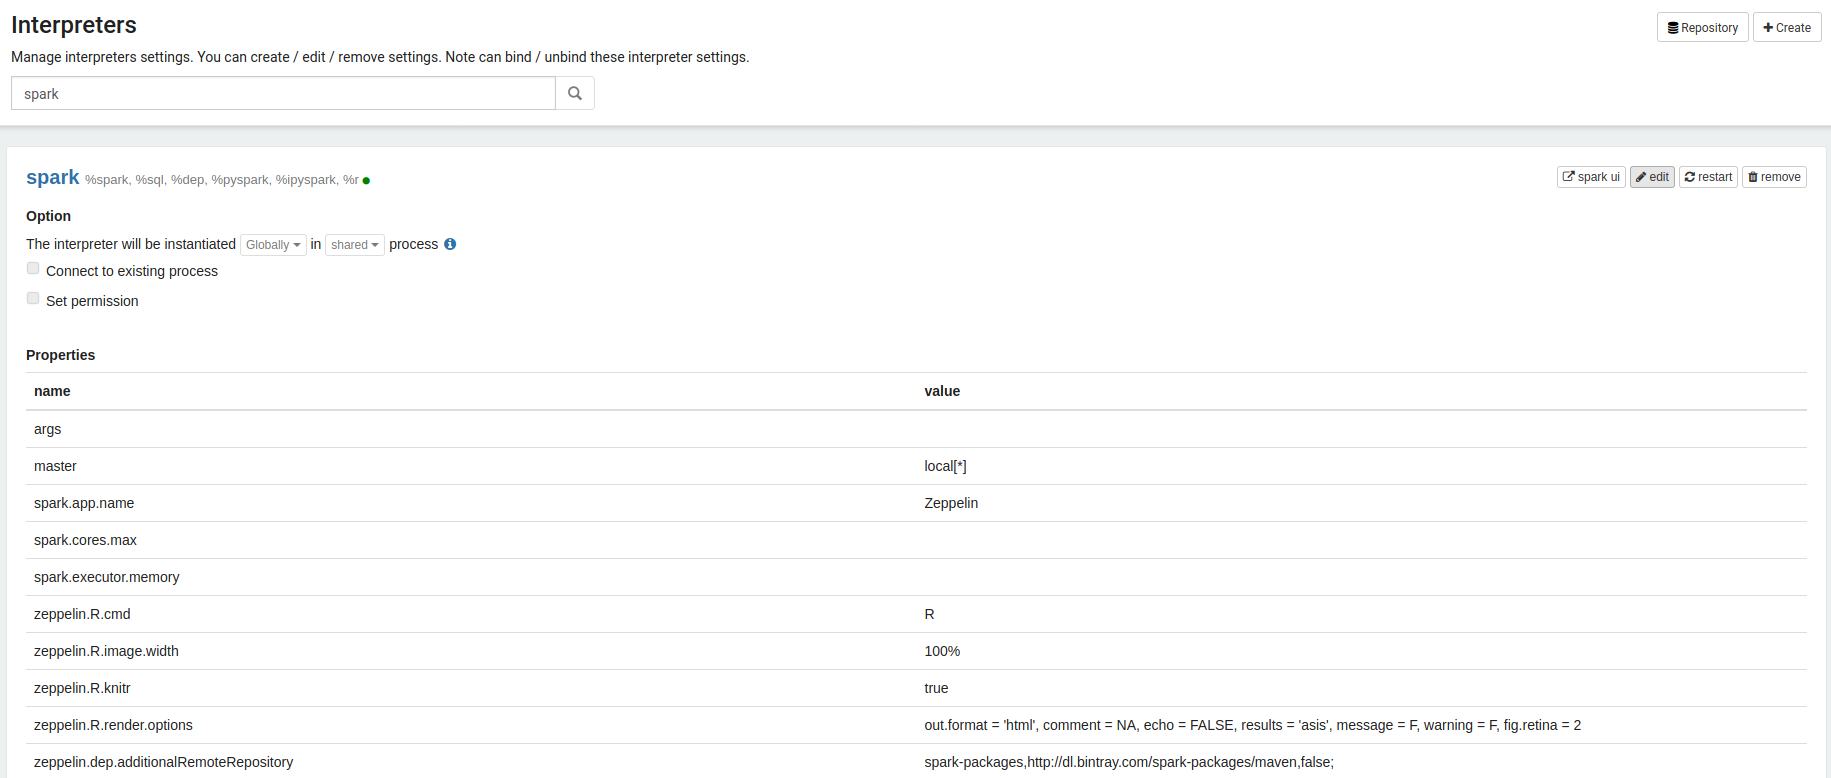 Interpreters
Repository
Create
Manage interpreters settings. You can create / edit / remove settings. Note can bind / unbind these interpreter settings.
spark
spark %spark, %sql, %dep, %pyspark, %ipyspark, %r
spark ui
edit
restart
remove
Option
The interpreter will be instantiated Globally in shared process
Connect to existing process
Set permission
Properties
name value
args
master local[*]
spark.app.name Zeppelin
spark.cores.max
spark.executor.memory
zeppelin.R.cmd R
zeppelin.R.image.width 100%
zeppelin.R.knitr true
zeppelin.R.render.options out.format = 'html', comment = NA, echo = FALSE, results = 'asis', message = F, warning = F, fig.retina = 2
zeppelin.dep.additionalRemoteRepository spark-packages,http://dl.bintray.com/spark-packages/maven,false;